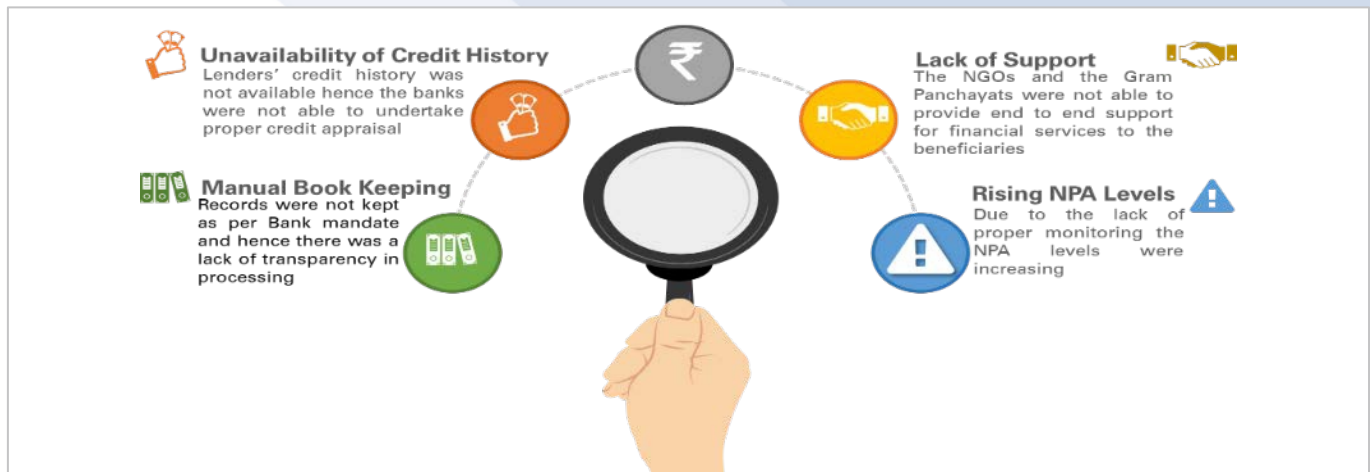 Unavailability of Credit History
Lenders' credit history was
not available hence the banks
were not able to undertake
proper credit appraisal
Manual Book Keeping
Records were not kept
as per Bank mandate
and hence there was a
lack of transparency in
processing
₹
Lack of Support
The NGOs and the Gram
Panchayats were not able to
provide end to end support
for financial services to the
beneficiaries
Rising NPA Levels
Due to the lack of
proper monitoring the
NPA levels were
increasing